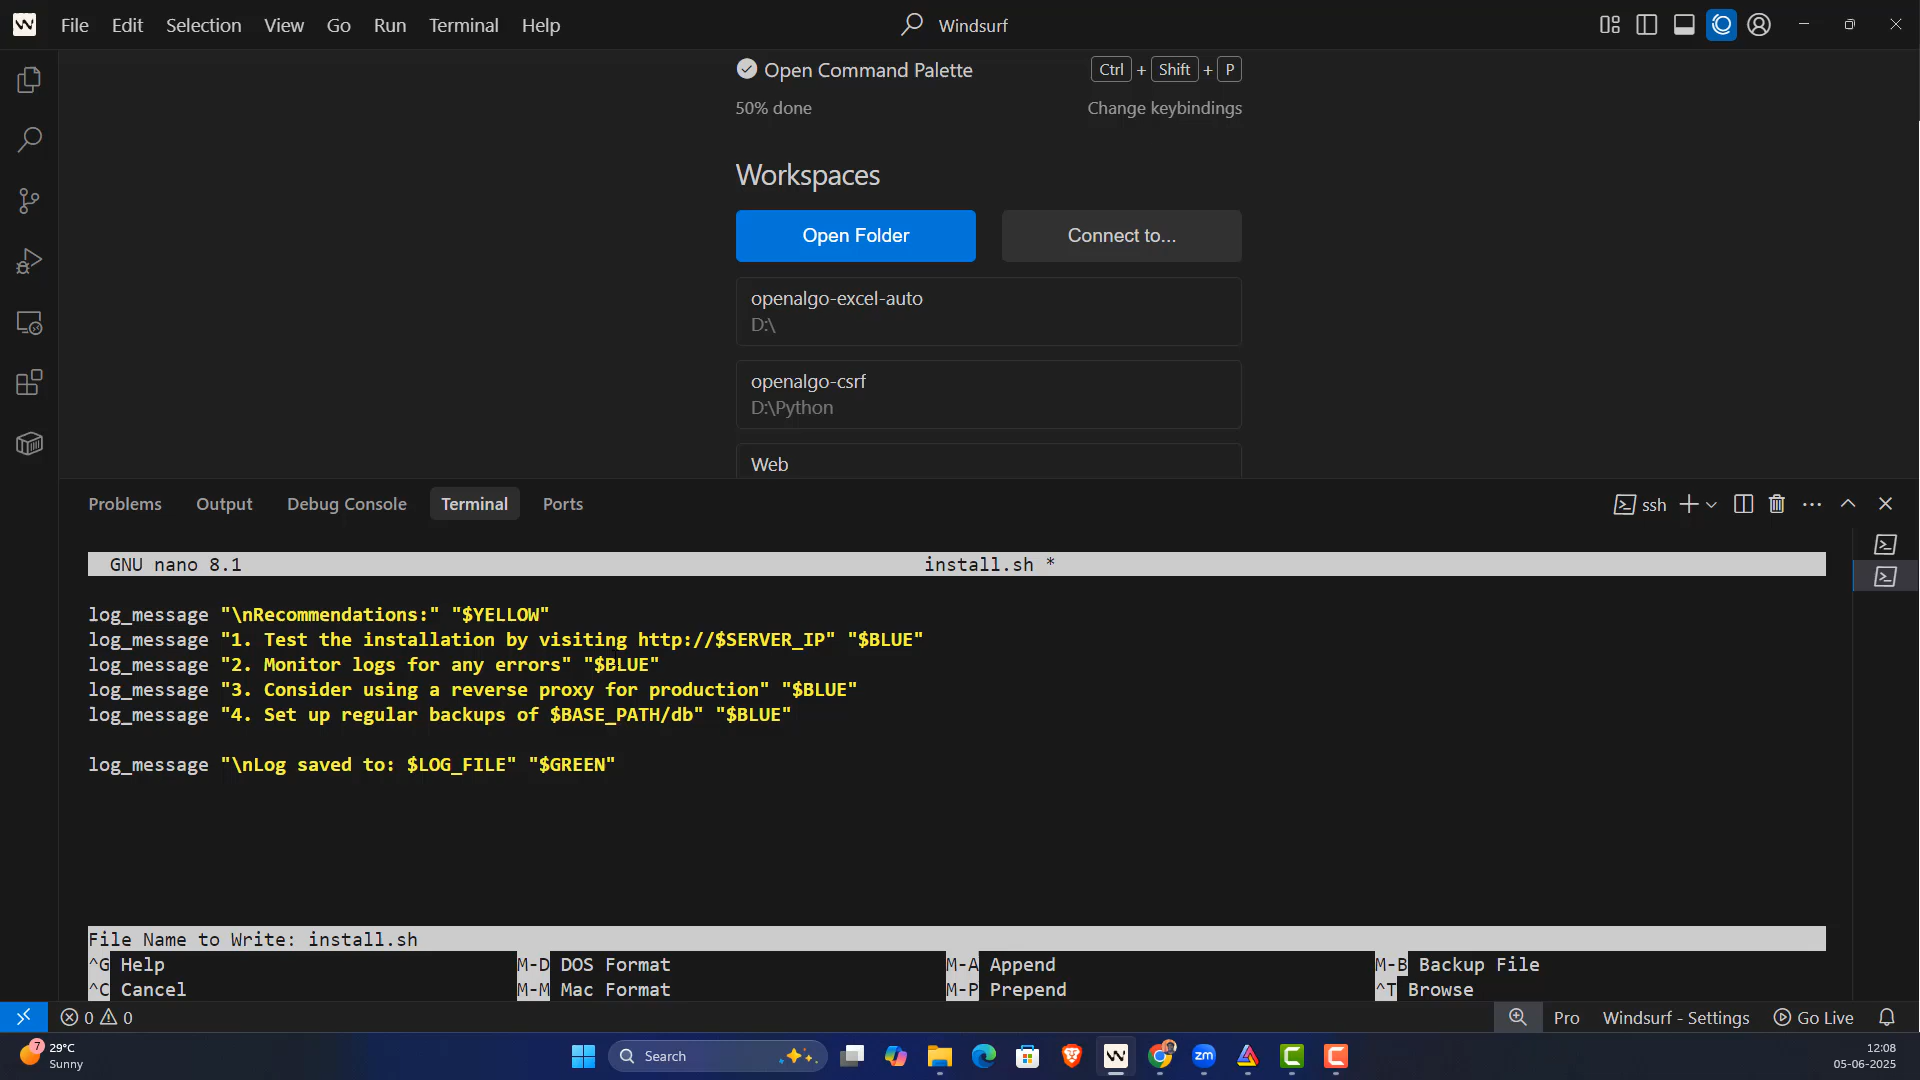 File Edit Selection View Go Run Terminal Help Windsurf
Open Command Palette Ctrl + Shift + P
50% done Change keybindings
Workspaces
Open Folder Connect to...
openalgo-excel-auto
D:\
openalgo-csrf
D:\Python
Web
Problems Output Debug Console Terminal Ports ssh
GNU nano 8.1 install.sh *
log_message "\nRecommendations:" "$YELLOW"
log_message "1. Test the installation by visiting http://$SERVER_IP" "$BLUE"
log_message "2. Monitor logs for any errors" "$BLUE"
log_message "3. Consider using a reverse proxy for production" "$BLUE"
log_message "4. Set up regular backups of $BASE_PATH/db" "$BLUE"
log_message "\nLog saved to: $LOG_FILE" "$GREEN"
File Name to Write: install.sh
^G Help M-D DOS Format M-A Append M-B Backup File
^C Cancel M-M Mac Format M-P Prepend ^T Browse
0 0 Pro Windsurf - Settings Go Live
7 29°C
Sunny
Search
zm
12:08
05-06-2025